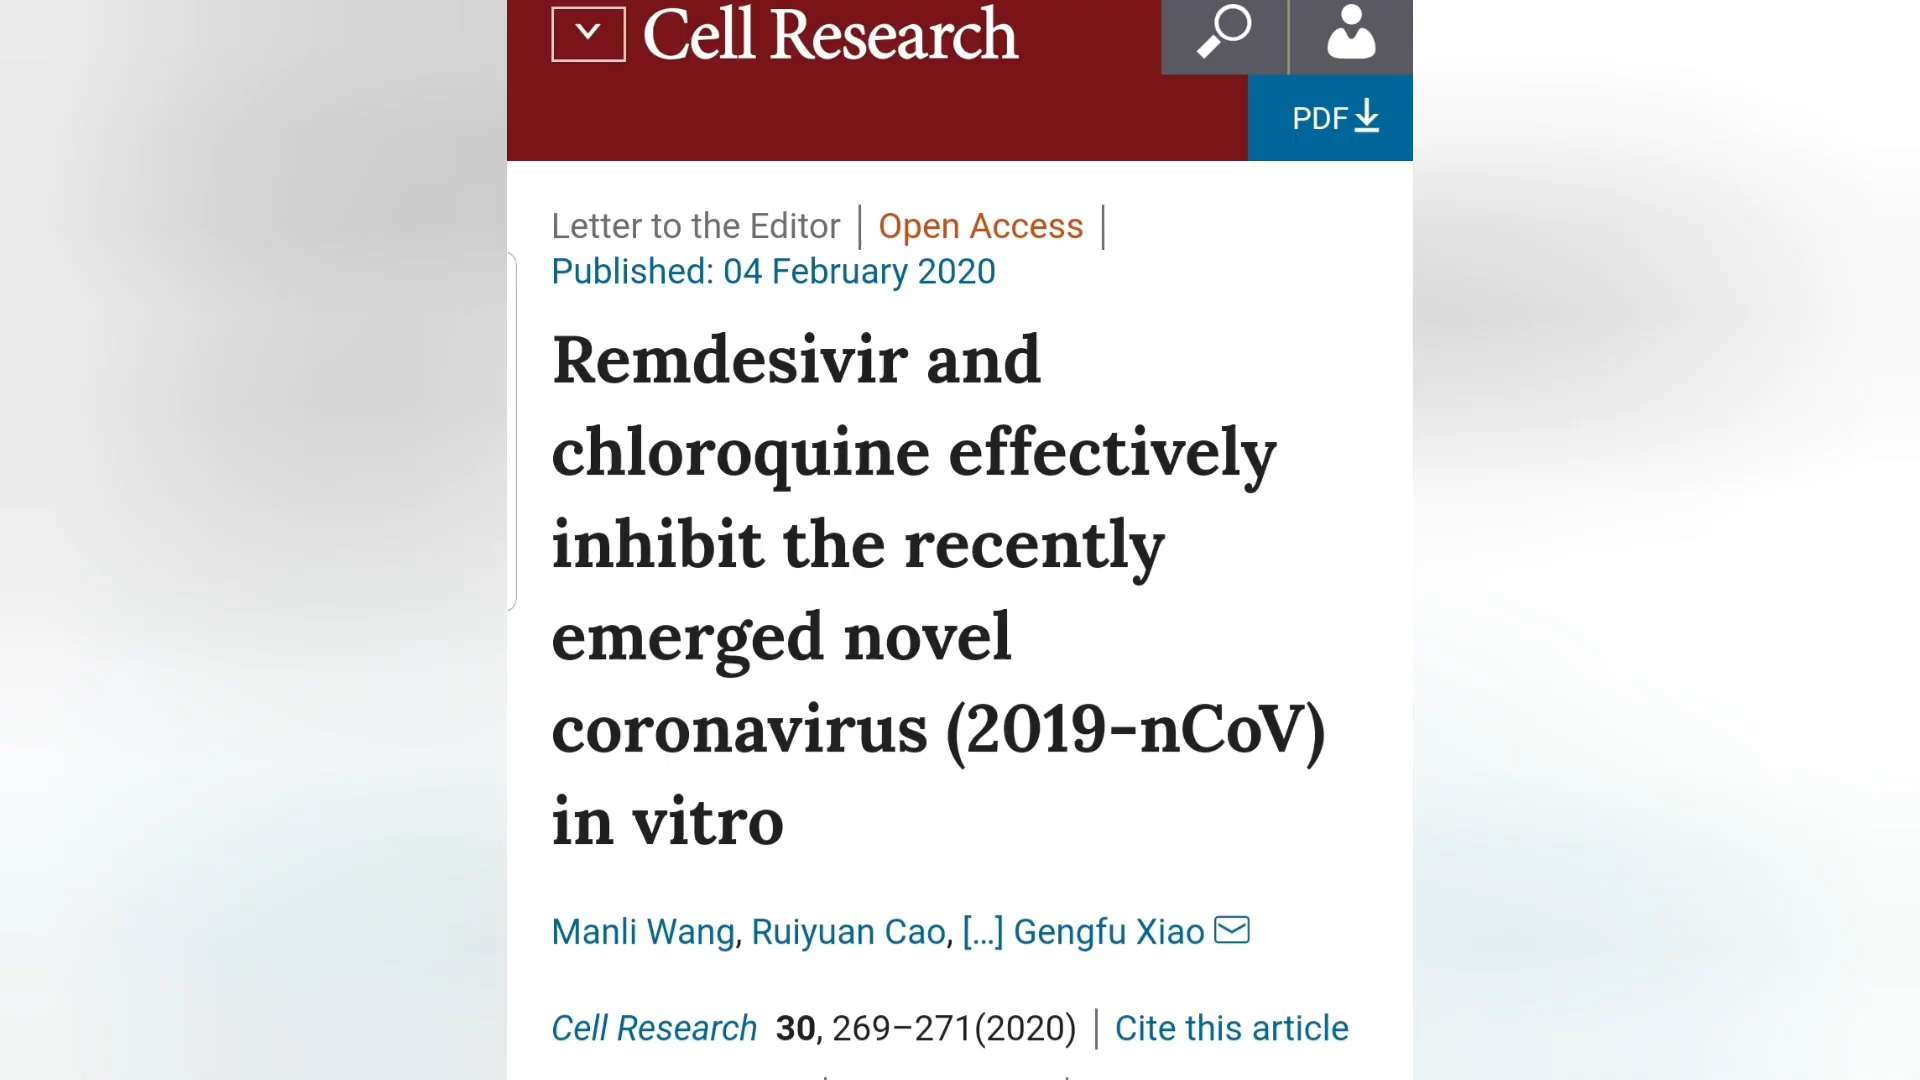 Cell Research
PDF
Letter to the Editor | Open Access |
Published: 04 February 2020
Remdesivir and
chloroquine effectively
inhibit the recently
emerged novel
coronavirus (2019-nCoV)
in vitro
Manli Wang, Ruiyuan Cao, [...] Gengfu Xiao
Cell Research 30, 269–271(2020) | Cite this article